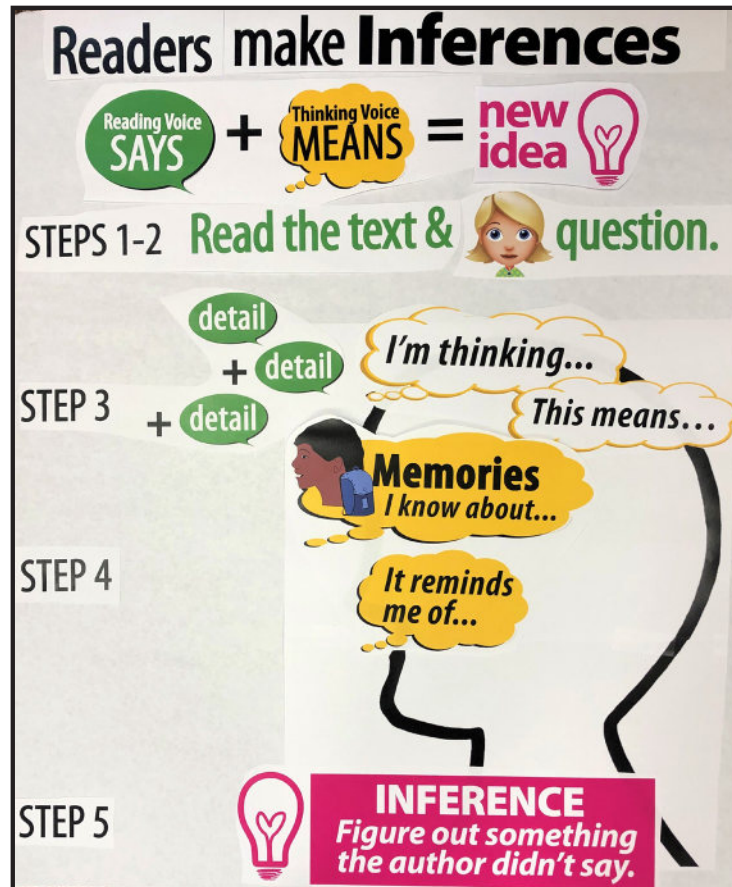 Readers make Inferences
Reading Voice
SAYS
+
Thinking Voice
MEANS
=
new
idea
STEPS 1-2 Read the text & question.
detail
+ detail
STEP 3 + detail
I'm thinking...
This means...
Memories
I know about...
STEP 4
It reminds
me of...
STEP 5
INFERENCE
Figure out something
the author didn't say.